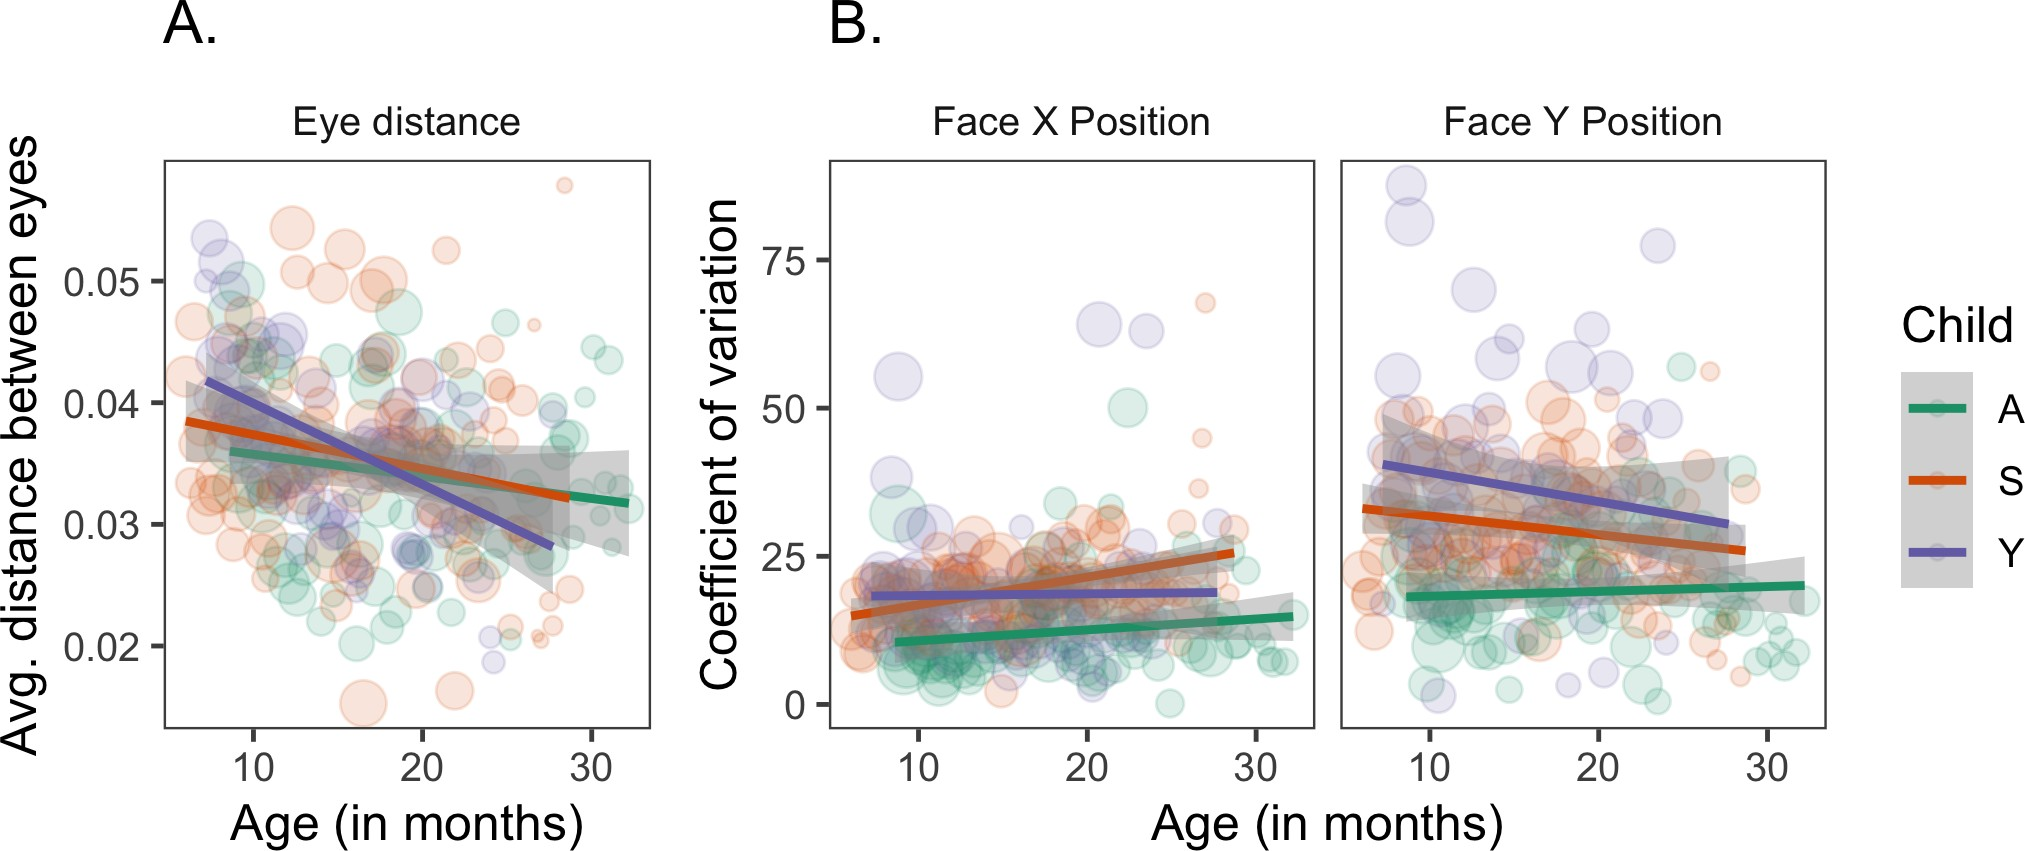 A.
B.
Eye distance
Face X Position
Face Y Position
Avg. distance between eyes
0.05
0.04
0.03
0.02
10 20 30
Age (in months)
Coefficient of variation
75
50
25
0
10 20 30
10 20 30
Age (in months)
Child
A
S
Y